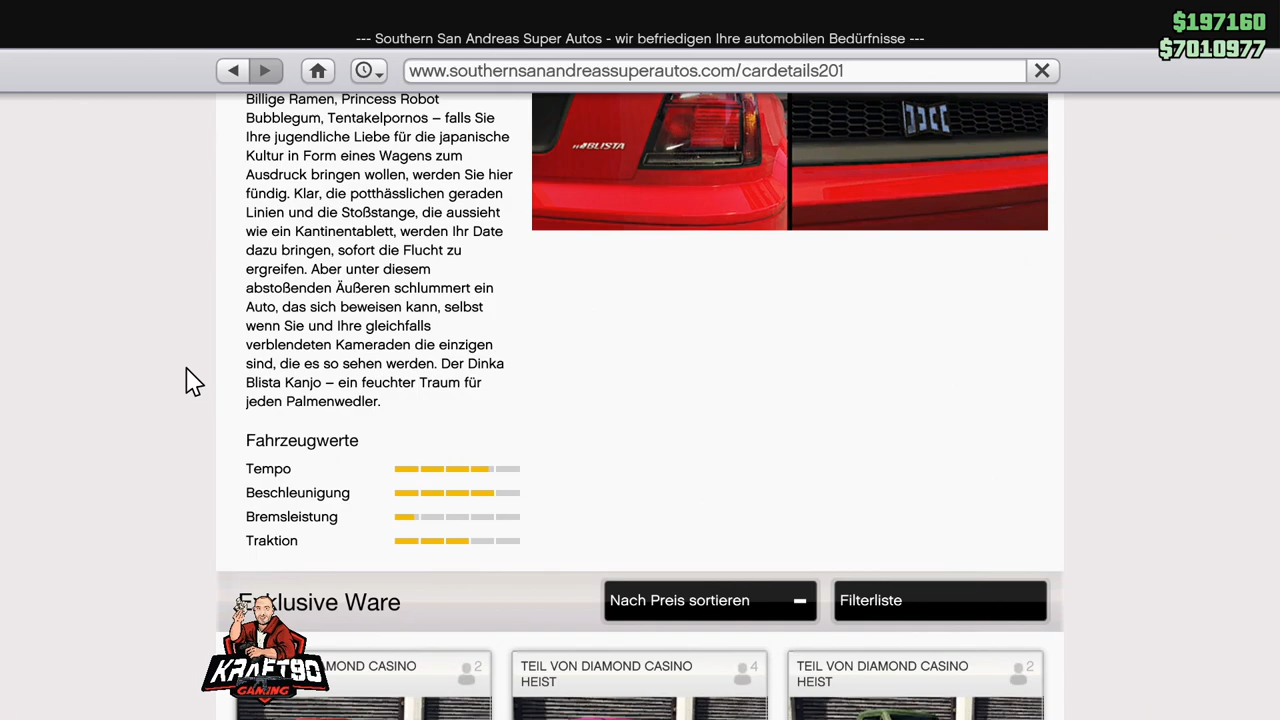 $197160
--- Southern San Andreas Super Autos - wir befriedigen Ihre automobilen Bedürfnisse ---
$7010977
www.southernsanandreassuperautos.com/cardetails201
Billige Ramen, Princess Robot
Bubblegum, Tentakelpornos – falls Sie
Ihre jugendliche Liebe für die japanische
Kultur in Form eines Wagens zum
Ausdruck bringen wollen, werden Sie hier
fündig. Klar, die potthässlichen geraden
Linien und die Stoßstange, die aussieht
wie ein Kantinentablett, werden Ihr Date
dazu bringen, sofort die Flucht zu
ergreifen. Aber unter diesem
abstoßenden Äußeren schlummert ein
Auto, das sich beweisen kann, selbst
wenn Sie und Ihre gleichfalls
verblendeten Kameraden die einzigen
sind, die es so sehen werden. Der Dinka
Blista Kanjo – ein feuchter Traum für
jeden Palmenwedler.
BLISTA
Fahrzeugwerte
Tempo
Beschleunigung
Bremsleistung
Traktion
Exklusive Ware
Nach Preis sortieren
Filterliste
KRAFT90
GAMING
AMOND CASINO
2
TEIL VON DIAMOND CASINO
HEIST
4
TEIL VON DIAMOND CASINO
HEIST
2